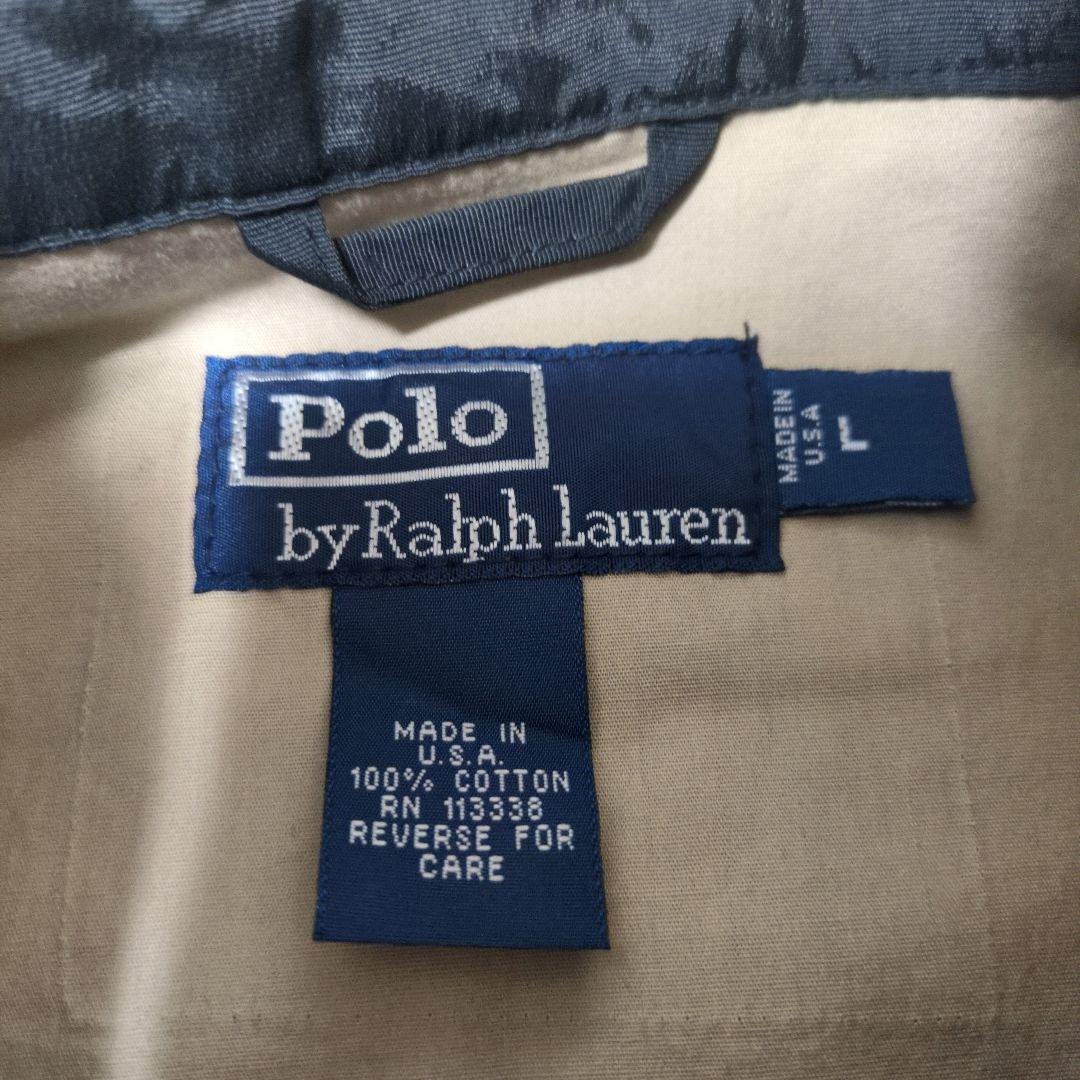 Polo
by Ralph Lauren
MADE IN
U.S.A
L
MADE IN
U.S.A.
100% COTTON
RN 113338
REVERSE FOR
CARE